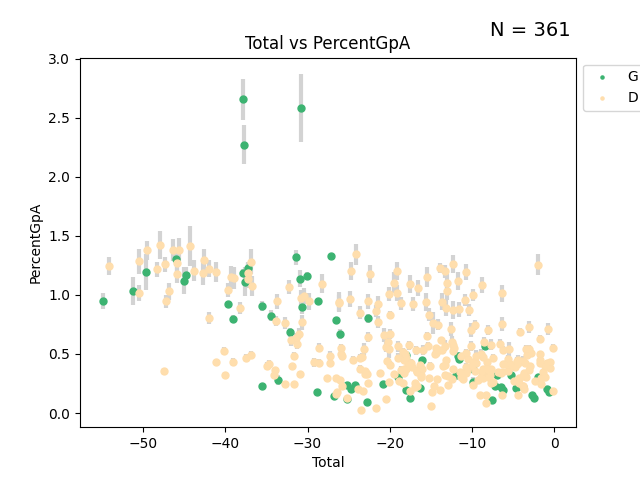 N = 361
Total vs PercentGpA
G
D
3.0
2.5
2.0
1.5
1.0
0.5
0.0
PercentGpA
−50 −40 −30 −20 −10 0
Total